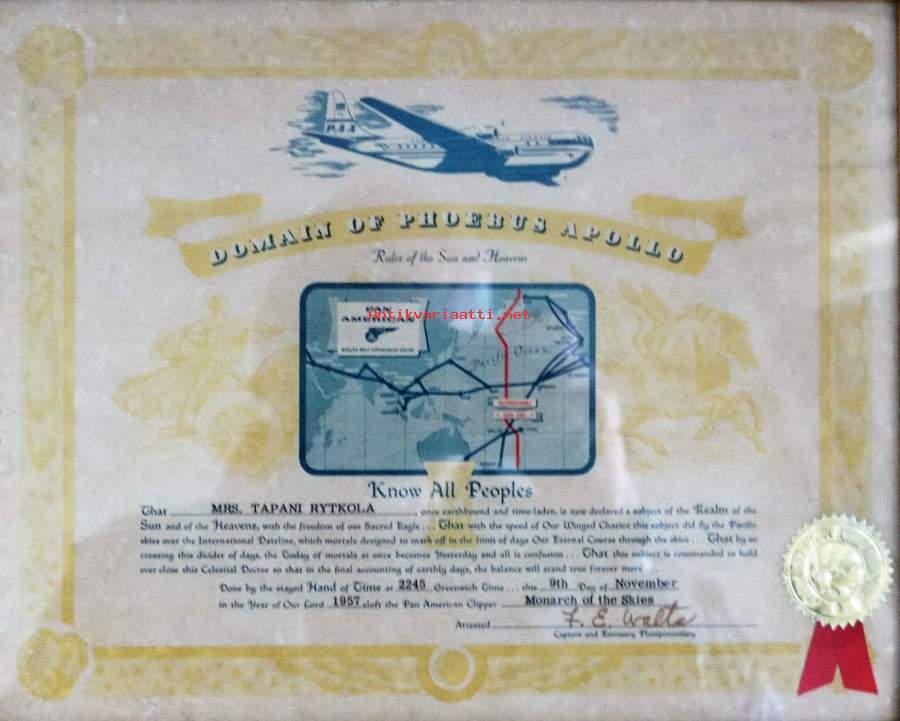 PAA
DOMAIN OF PHOEBUS APOLLO
Ruler of the Sun and Heavens
PAN
AMERICAN
Antikvariaatti.net
Pacific Ocean
INTERNATIONAL
DATE LINE
Know All Peoples
That MRS. TAPANI RYTKOLA, once earthbound and time-laden, is now declared a subject of the Realm of the
Sun and of the Heavens, with the freedom of our Sacred Eagle ... That with the speed of Our Winged Chariot this subject did fly the Pacific
skies over the International Dateline, which mortals designed to mark off in the limit of days Our Eternal Course through the skies ... That by so
crossing this divider of days, the Today of mortals at once becomes Yesterday and all is confusion ... That this subject is commanded to hold
ever close this Celestial Decree so that in the final accounting of earthly days, the balance will stand true forever more ...
Done by the stayed Hand of Time at 2245 Greenwich Time ... this 9th Day of November
in the Year of Our Lord 1957 aloft the Pan American Clipper Monarch of the Skies
Attested F. E. Walts
Captain and Emissary Plenipotentiary